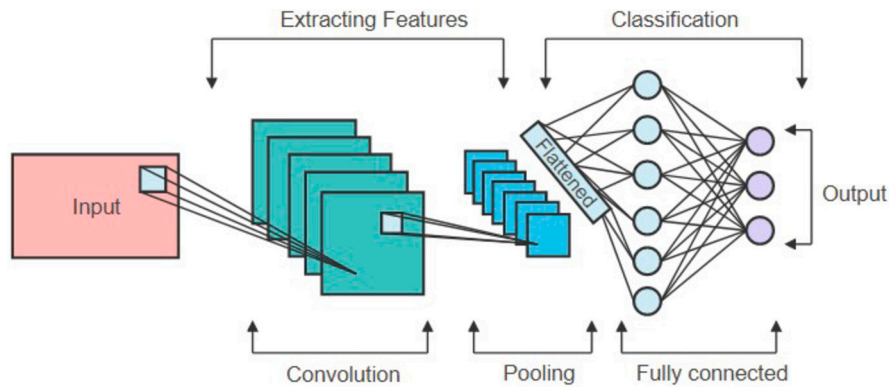 Extracting Features
Classification
Input
Flattened
Output
Convolution
Pooling
Fully connected